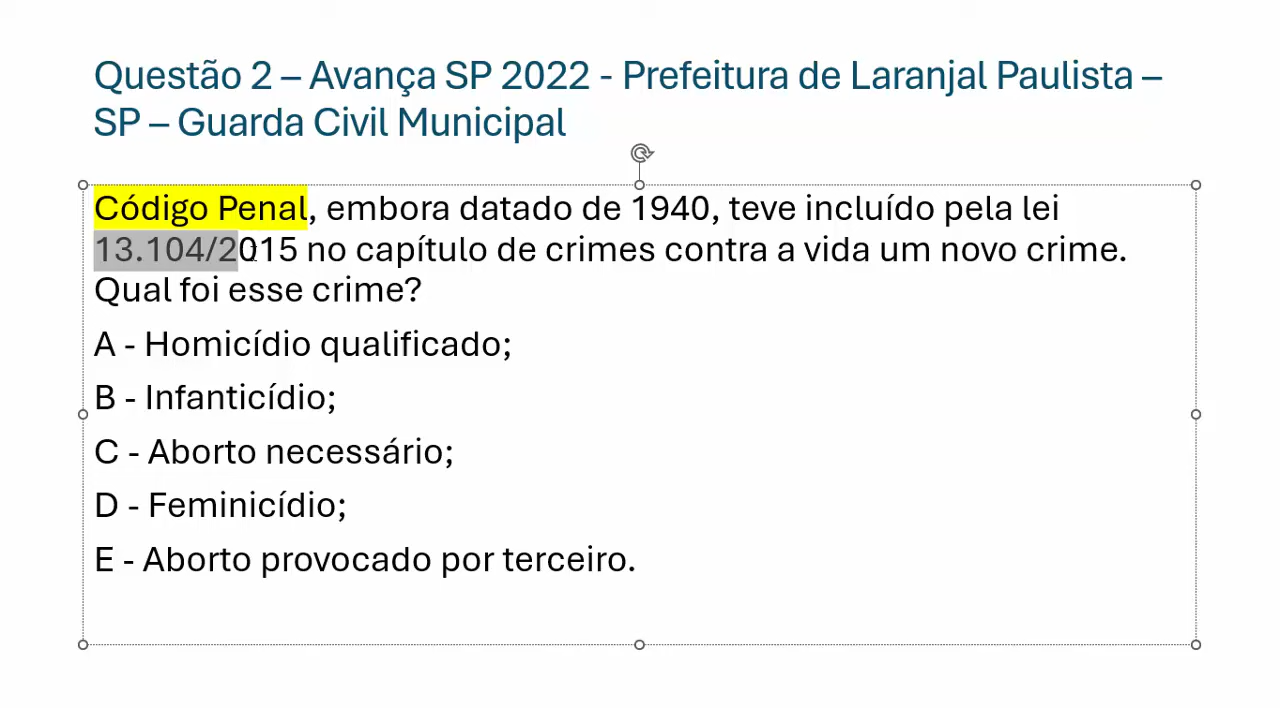 Questão 2 – Avança SP 2022 - Prefeitura de Laranjal Paulista –
SP – Guarda Civil Municipal
Código Penal, embora datado de 1940, teve incluído pela lei
13.104/2015 no capítulo de crimes contra a vida um novo crime.
Qual foi esse crime?
A - Homicídio qualificado;
B - Infanticídio;
C - Aborto necessário;
D - Feminicídio;
E - Aborto provocado por terceiro.